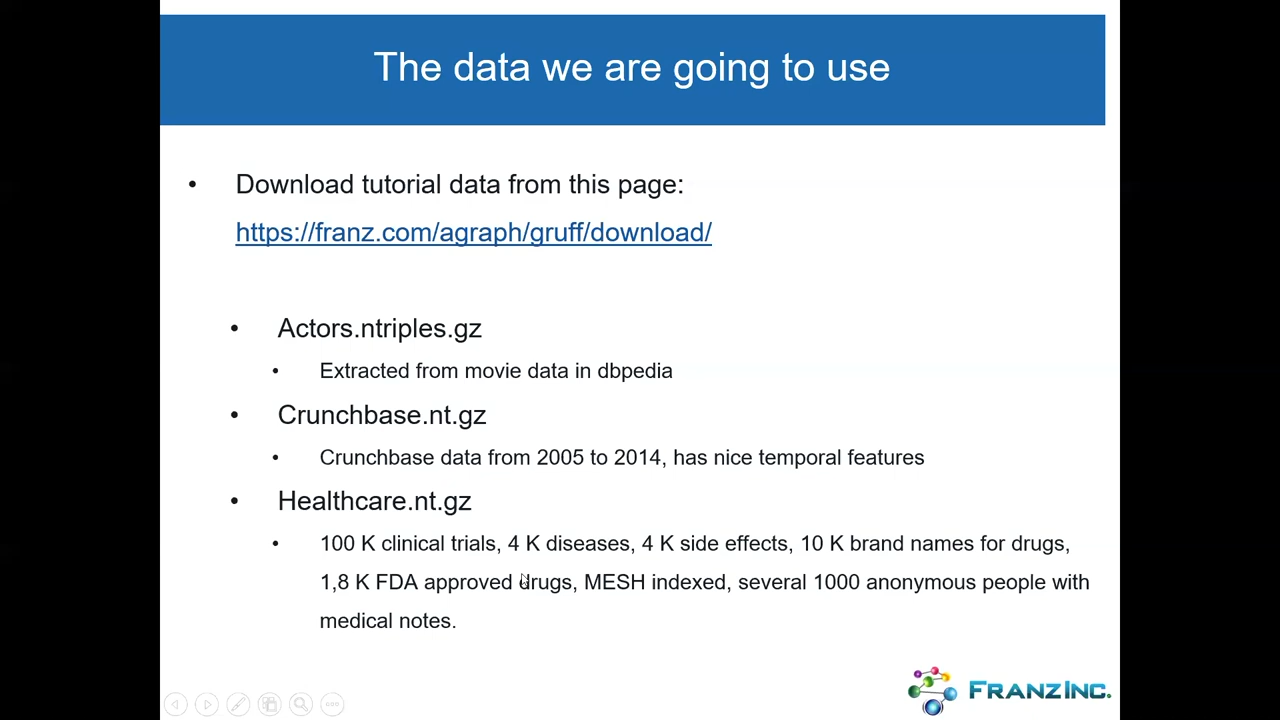 The data we are going to use
• Download tutorial data from this page:
https://franz.com/agraph/gruff/download/
• Actors.ntriples.gz
• Extracted from movie data in dbpedia
• Crunchbase.nt.gz
• Crunchbase data from 2005 to 2014, has nice temporal features
• Healthcare.nt.gz
• 100 K clinical trials, 4 K diseases, 4 K side effects, 10 K brand names for drugs,
1,8 K FDA approved drugs, MESH indexed, several 1000 anonymous people with
medical notes.
FRANZ INC.